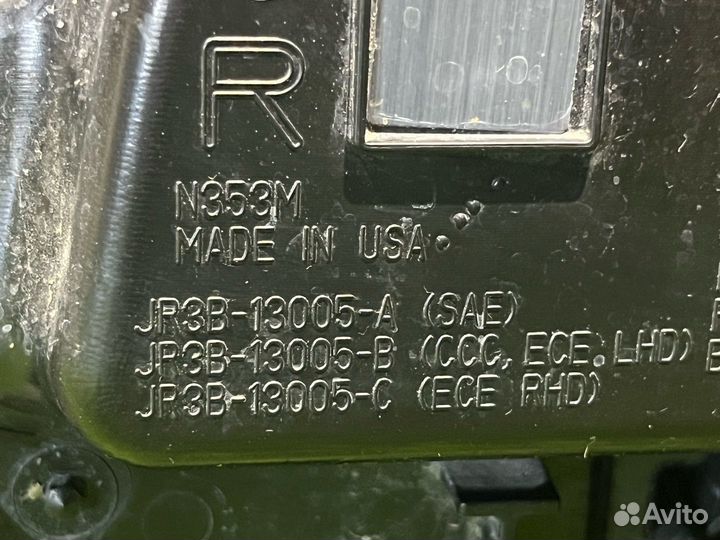 R
N353M
MADE IN USA
JR3B-13005-A (SAE)
JR3B-13005-B (CCC, ECE LHD)
JR3B-13005-C (ECE RHD)
Avito